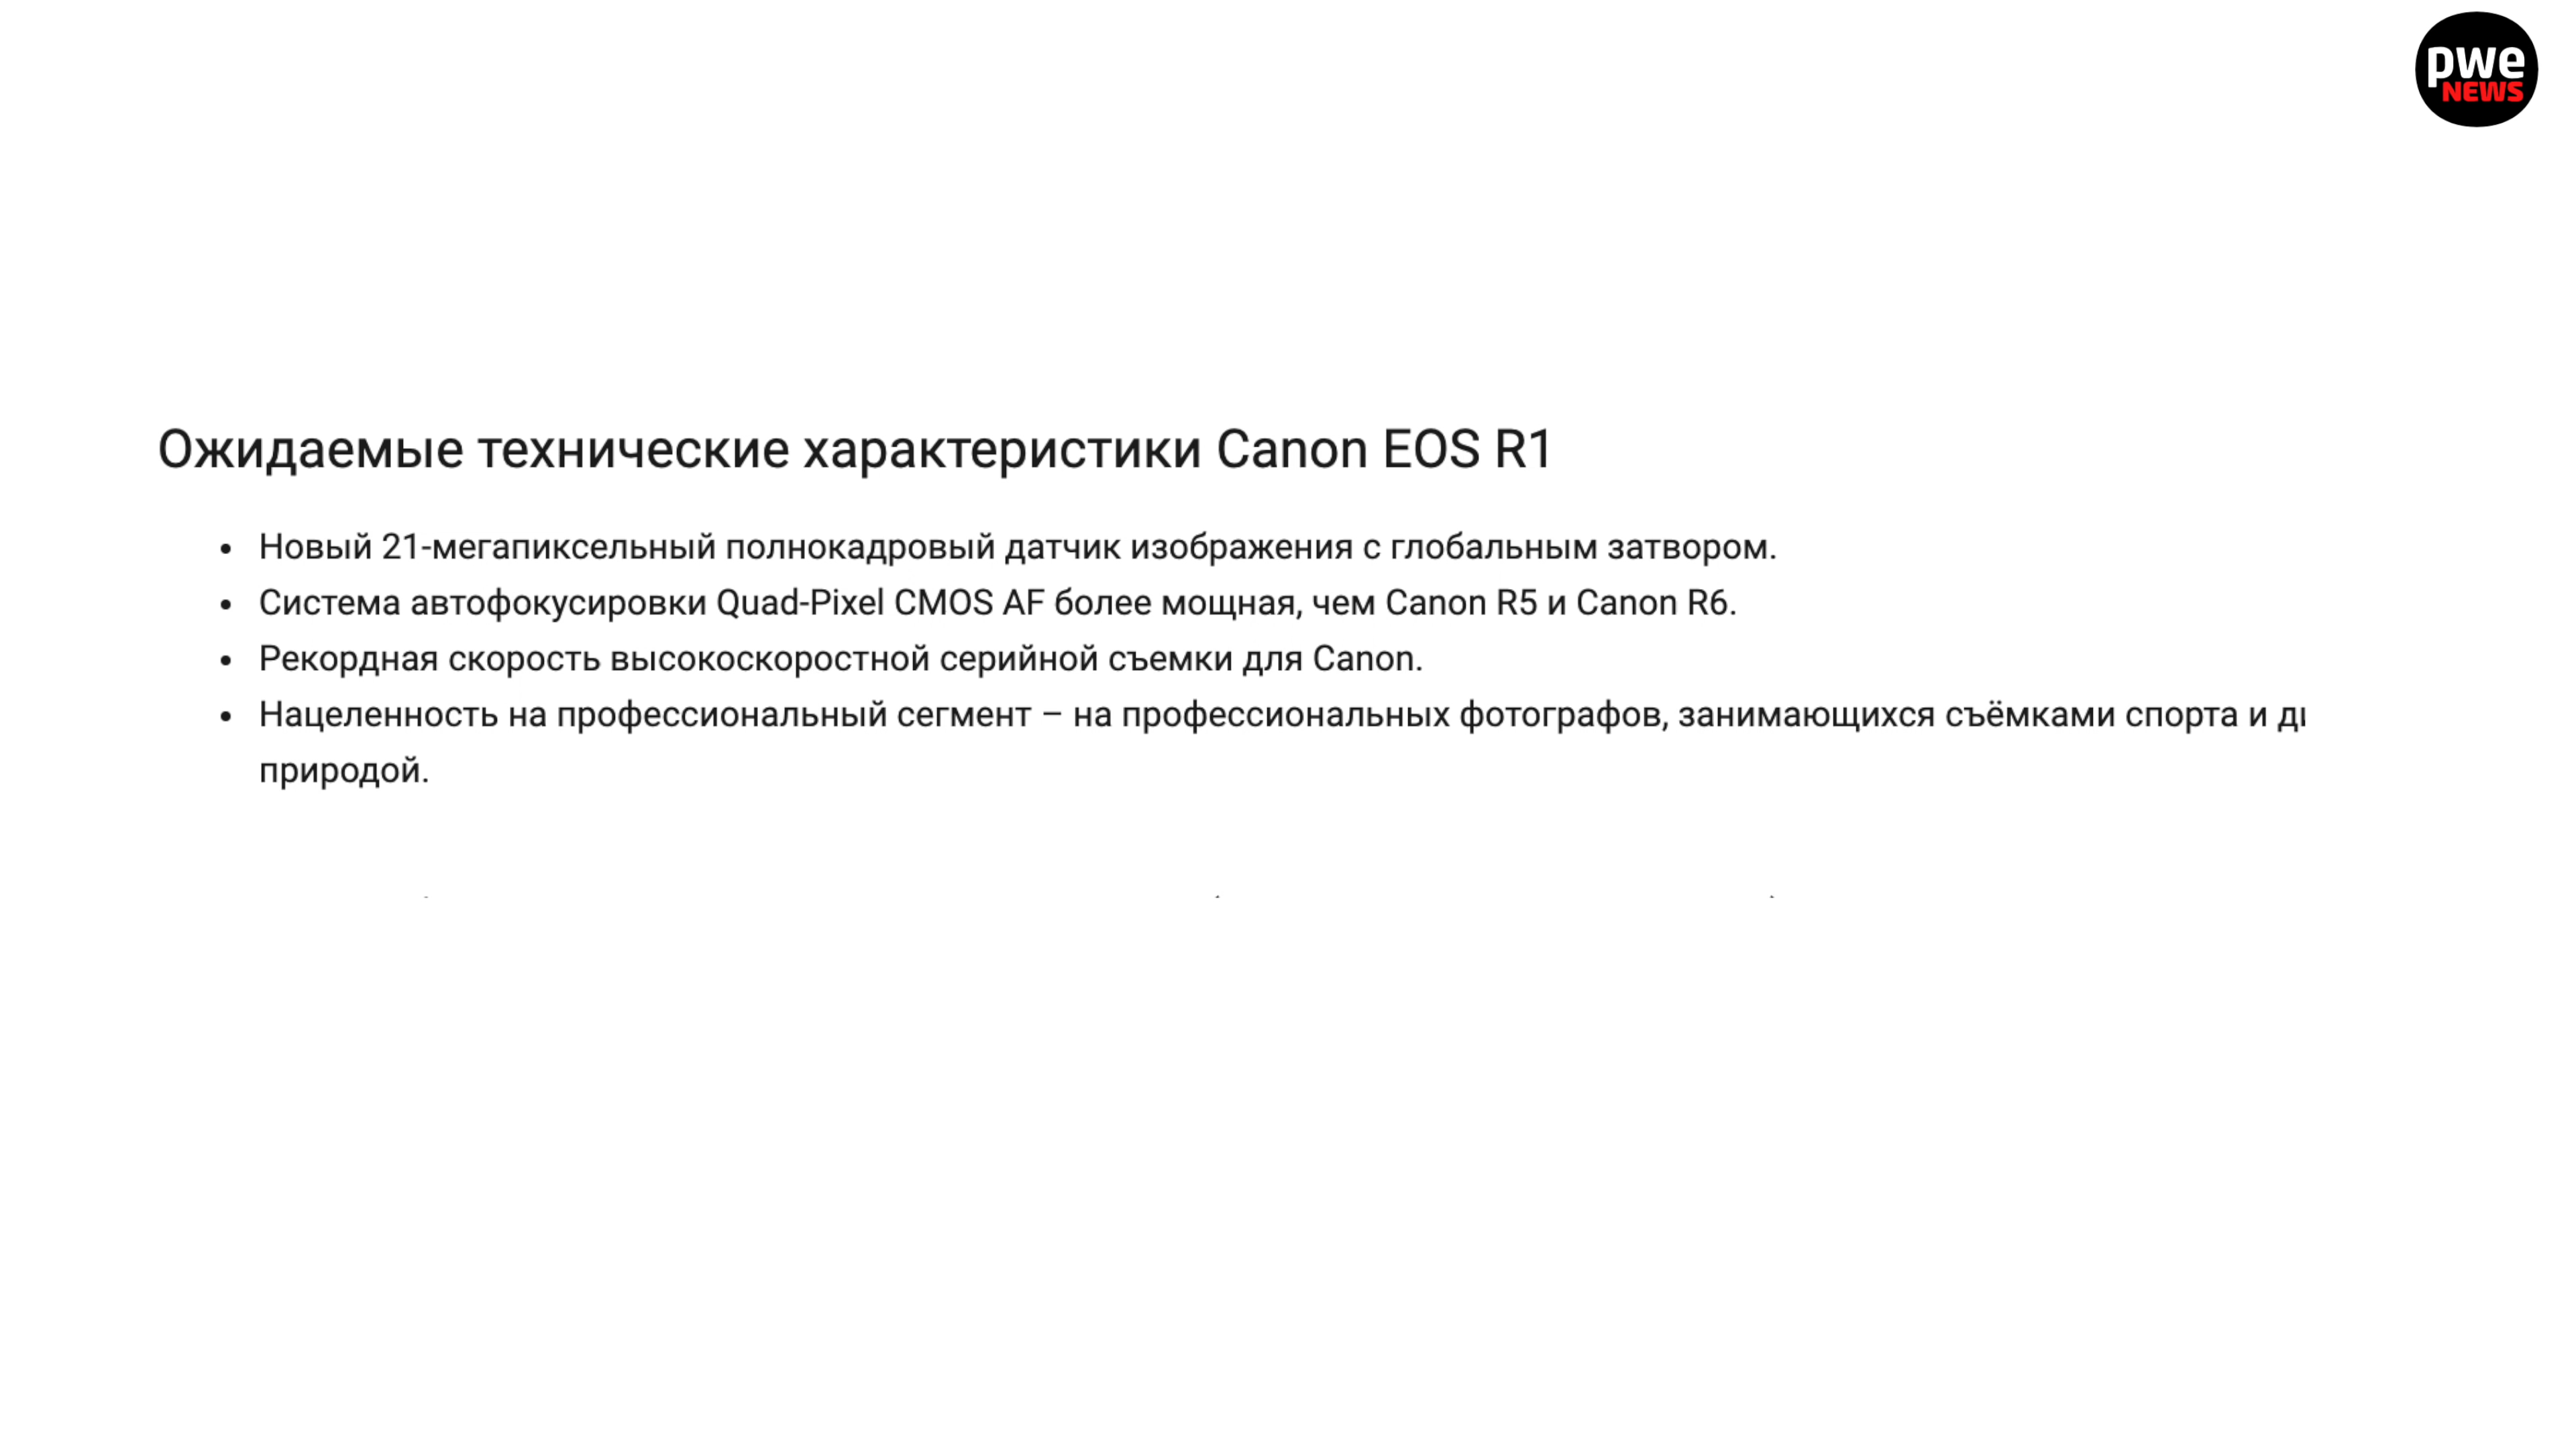 pwe
NEWS
Ожидаемые технические характеристики Canon EOS R1
• Новый 21-мегапиксельный полнокадровый датчик изображения с глобальным затвором.
• Система автофокусировки Quad-Pixel CMOS AF более мощная, чем Canon R5 и Canon R6.
• Рекордная скорость высокоскоростной серийной съемки для Canon.
• Нацеленность на профессиональный сегмент – на профессиональных фотографов, занимающихся съёмками спорта и
природой.